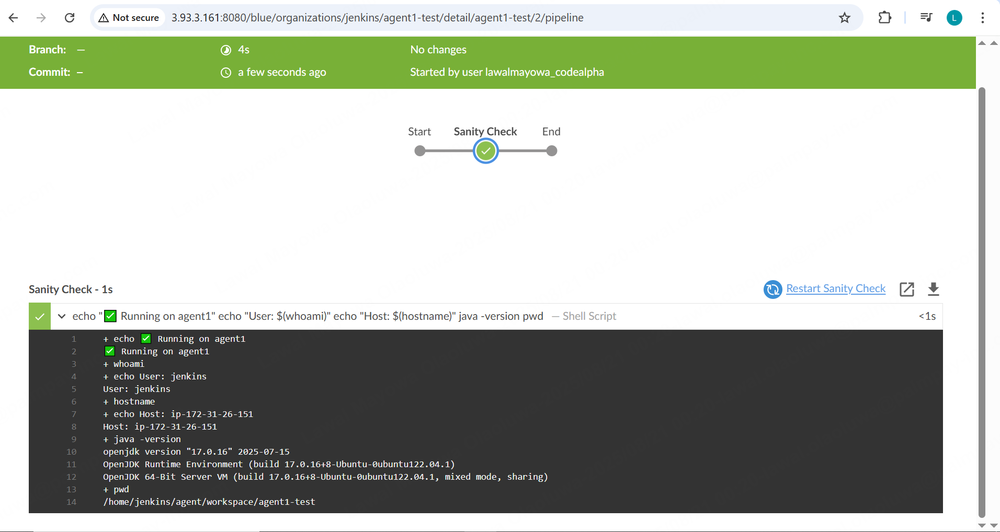 Not secure
3.93.3.161:8080/blue/organizations/jenkins/agent1-test/detail/agent1-test/2/pipeline
L
Branch: —
4s
No changes
Commit: –
a few seconds ago
Started by user lawalmayowa_codealpha
Start
Sanity Check
End
Sanity Check - 1s
Restart Sanity Check
echo "✅ Running on agent1" echo "User: $(whoami)" echo "Host: $(hostname)" java -version pwd — Shell Script
<1s
1 + echo ✅ Running on agent1
2 ✅ Running on agent1
3 + whoami
4 + echo User: jenkins
5 User: jenkins
6 + hostname
7 + echo Host: ip-172-31-26-151
8 Host: ip-172-31-26-151
9 + java -version
10 openjdk version "17.0.16" 2025-07-15
11 OpenJDK Runtime Environment (build 17.0.16+8-Ubuntu-0ubuntu122.04.1)
12 OpenJDK 64-Bit Server VM (build 17.0.16+8-Ubuntu-0ubuntu122.04.1, mixed mode, sharing)
13 + pwd
14 /home/jenkins/agent/workspace/agent1-test